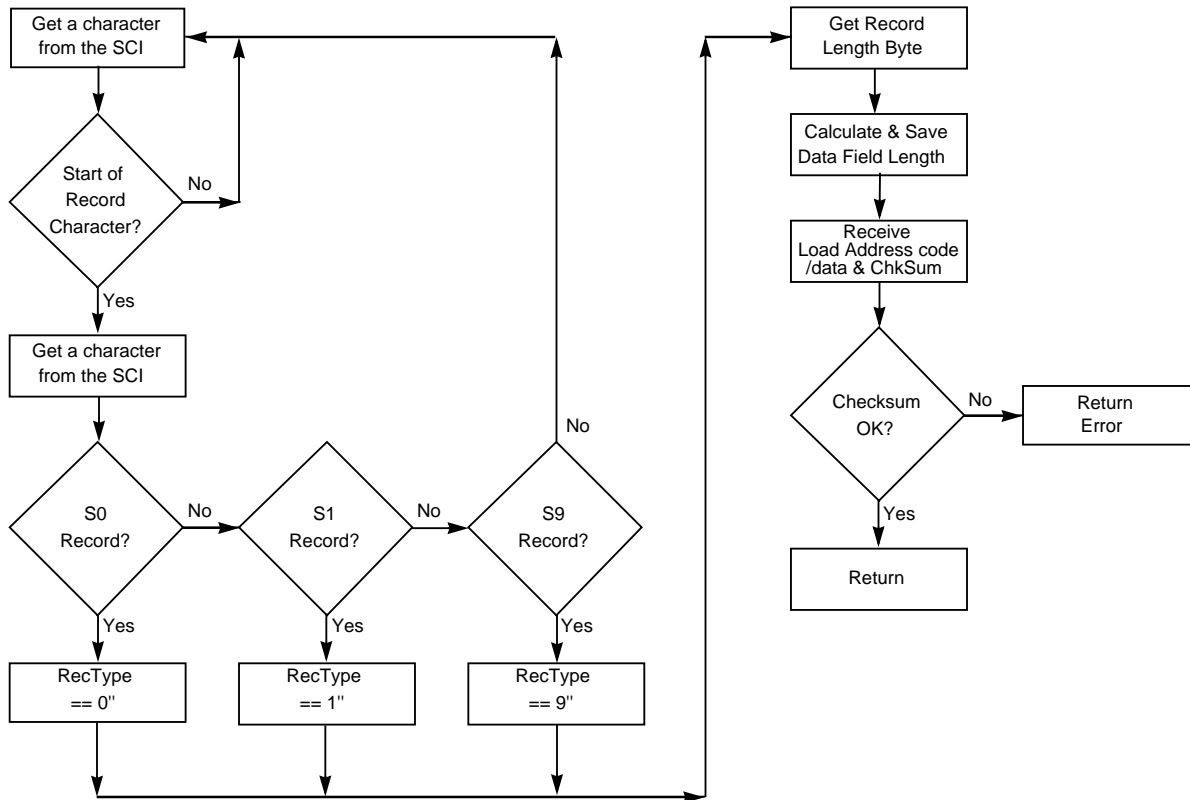 Get a character
from the SCI
Start of
Record
Character?
No
Yes
Get a character
from the SCI
S0
Record?
No
Yes
S1
Record?
No
Yes
S9
Record?
No
Yes
RecType
== 0"
RecType
== 1"
RecType
== 9"
Get Record
Length Byte
Calculate & Save
Data Field Length
Receive
Load Address code
/data & ChkSum
Checksum
OK?
No
Return
Error
Yes
Return